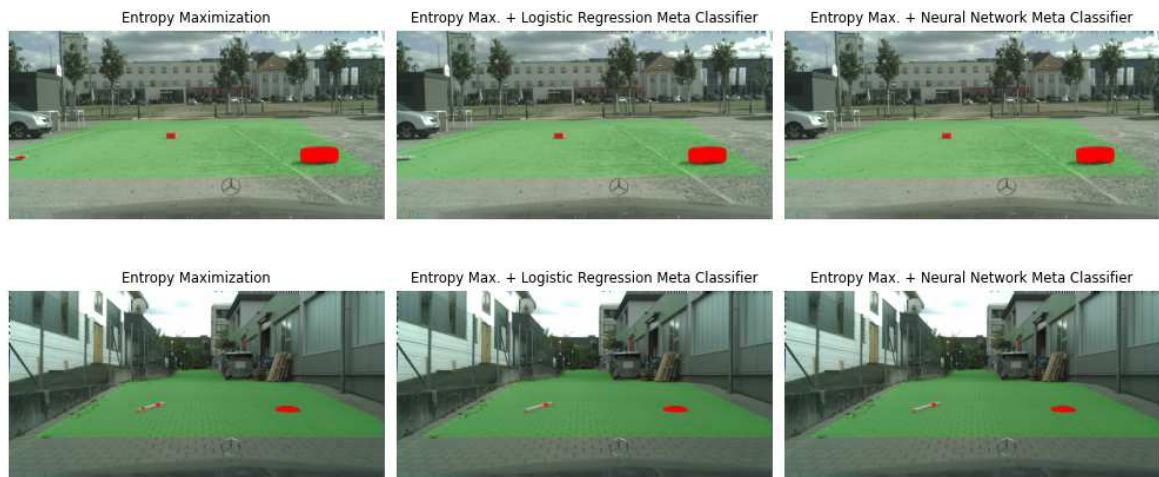 Entropy Maximization
Entropy Max. + Logistic Regression Meta Classifier
Entropy Max. + Neural Network Meta Classifier
Entropy Maximization
Entropy Max. + Logistic Regression Meta Classifier
Entropy Max. + Neural Network Meta Classifier